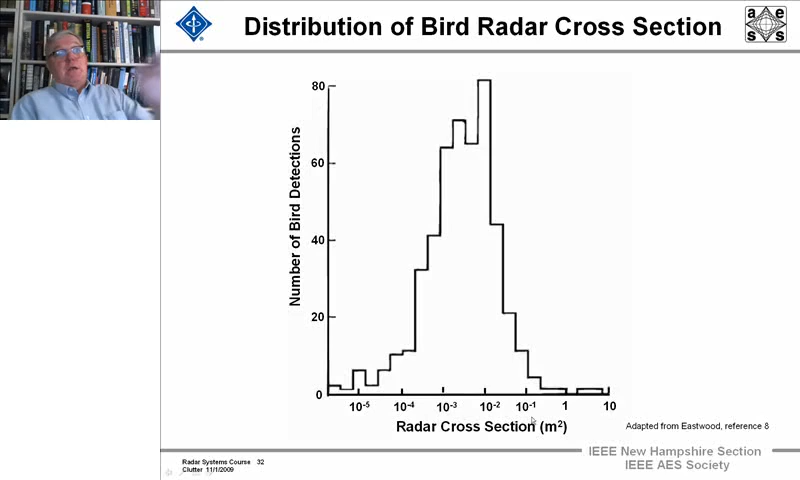 Distribution of Bird Radar Cross Section
a e
s s
80
60
40
20
0
Number of Bird Detections
10-5 10-4 10-3 10-2 10-1 1 10
Radar Cross Section (m2)
Adapted from Eastwood, reference 8
Radar Systems Course 32
Clutter 11/1/2009
IEEE New Hampshire Section
IEEE AES Society